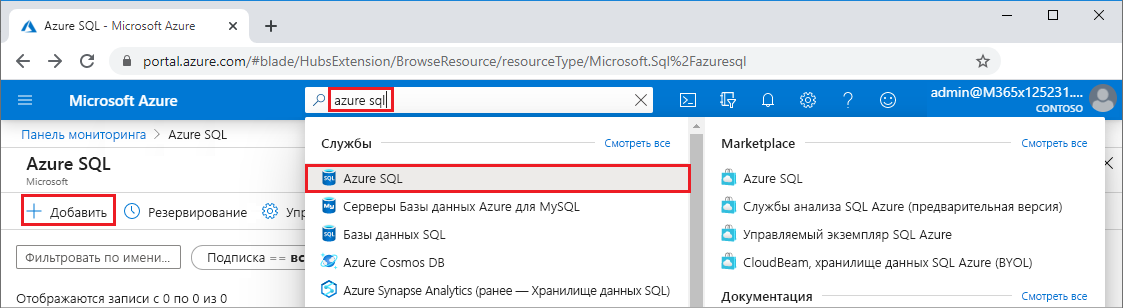 Azure SQL - Microsoft Azure
portal.azure.com/#blade/HubsExtension/BrowseResource/resourceType/Microsoft.Sql%2Fazuresql
Microsoft Azure
azure sql
admin@M365x125231....
CONTOSO
Панель мониторинга > Azure SQL
Azure SQL
Microsoft
Добавить
Резервирование
Упр
Фильтровать по имени...
Подписка == вс
Отображаются записи с 0 по 0 из 0
Службы
Смотреть все
Azure SQL
Серверы Базы данных Azure для MySQL
Базы данных SQL
Azure Cosmos DB
Azure Synapse Analytics (ранее — Хранилище данных SQL)
Marketplace
Смотреть все
Azure SQL
Службы анализа SQL Azure (предварительная версия)
Управляемый экземпляр SQL Azure
CloudBeam, хранилище данных SQL Azure (BYOL)
Документация
Смотреть все